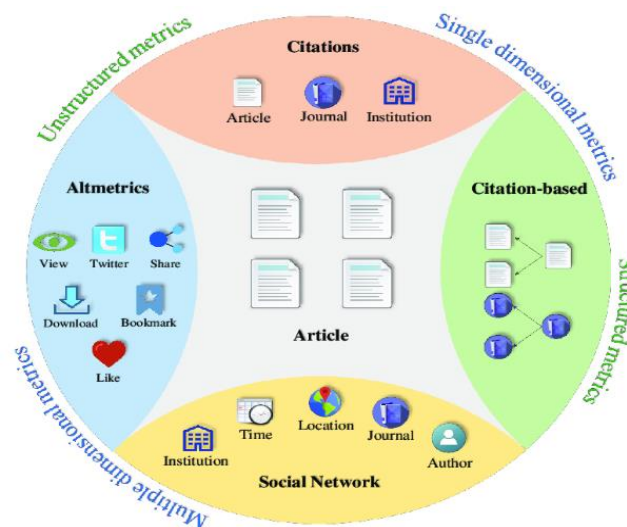 Unstructured metrics
Single dimensional metrics
Citations
Article
Journal
Institution
Altmetrics
View
Twitter
Share
Download
Bookmark
Like
Citation-based
Article
Structured metrics
Multiple dimensional metrics
Institution
Time
Location
Journal
Author
Social Network